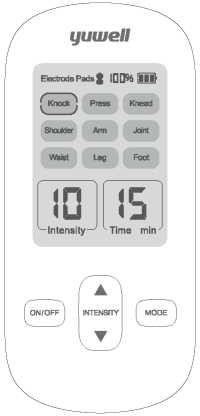 yuwell
Electrode Pads 100%
Knock Press Knead
Shoulder Arm Joint
Waist Leg Foot
10 15
Intensity Time min
ON/OFF INTENSITY MODE